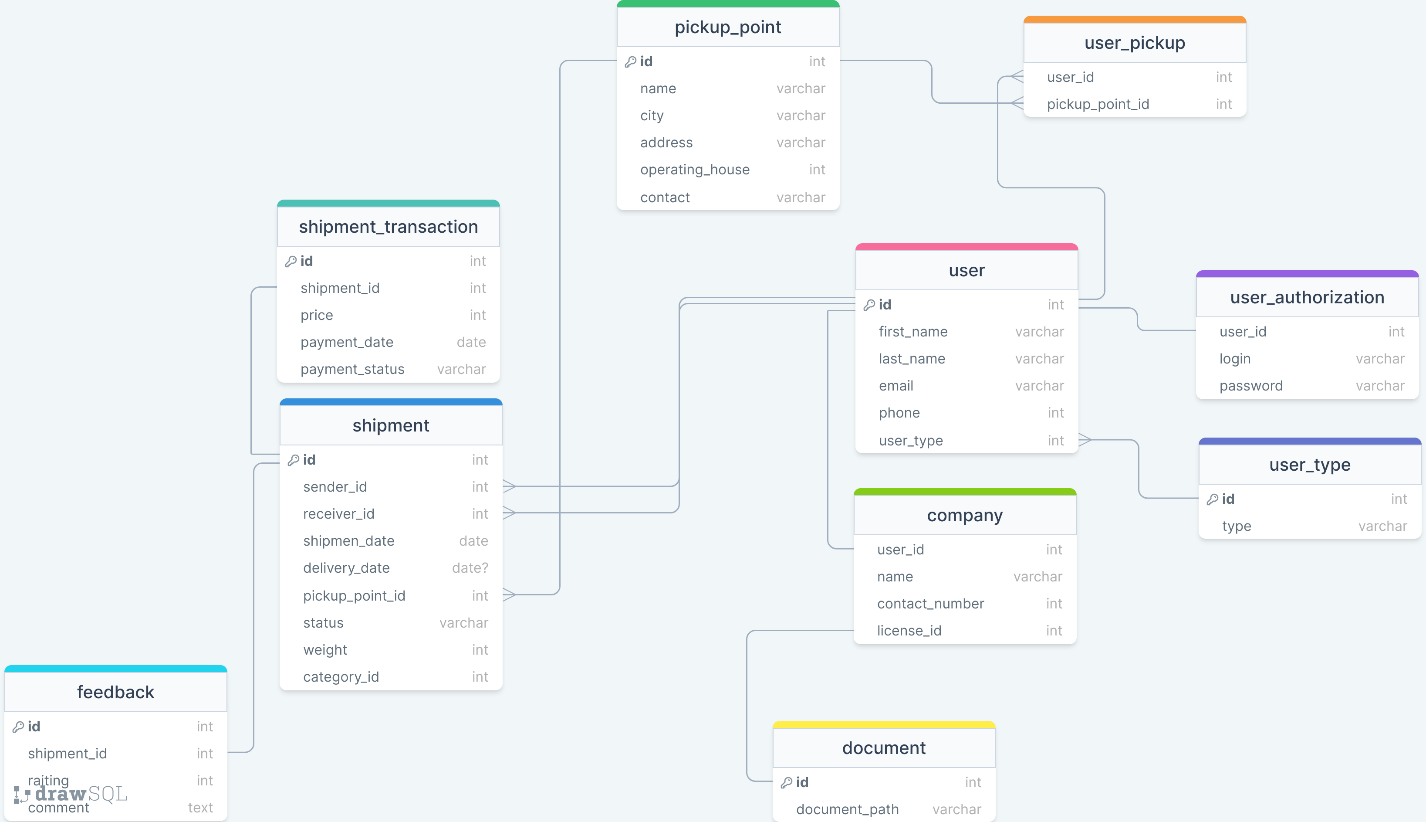 pickup_point
id int
name varchar
city varchar
address varchar
operating_house int
contact varchar
user_pickup
user_id int
pickup_point_id int
shipment_transaction
id int
shipment_id int
price int
payment_date date
payment_status varchar
user
id int
first_name varchar
last_name varchar
email varchar
phone int
user_type int
user_authorization
user_id int
login varchar
password varchar
shipment
id int
sender_id int
receiver_id int
shipmen_date date
delivery_date date?
pickup_point_id int
status varchar
weight int
category_id int
user_type
id int
type varchar
company
user_id int
name varchar
contact_number int
license_id int
feedback
id int
shipment_id int
rajting int
comment text
drawSQL
document
id int
document_path varchar